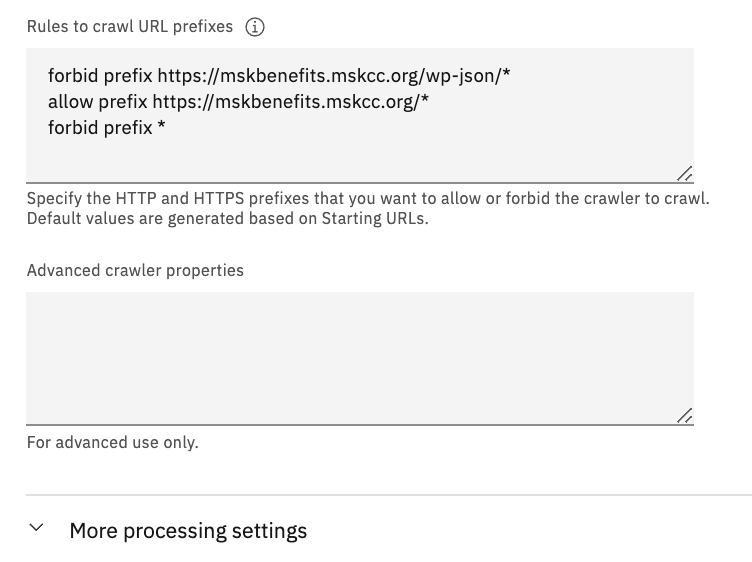 Rules to crawl URL prefixes
forbid prefix https://mskbenefits.mskcc.org/wp-json/*
allow prefix https://mskbenefits.mskcc.org/*
forbid prefix *
Specify the HTTP and HTTPS prefixes that you want to allow or forbid the crawler to crawl.
Default values are generated based on Starting URLs.
Advanced crawler properties
For advanced use only.
More processing settings